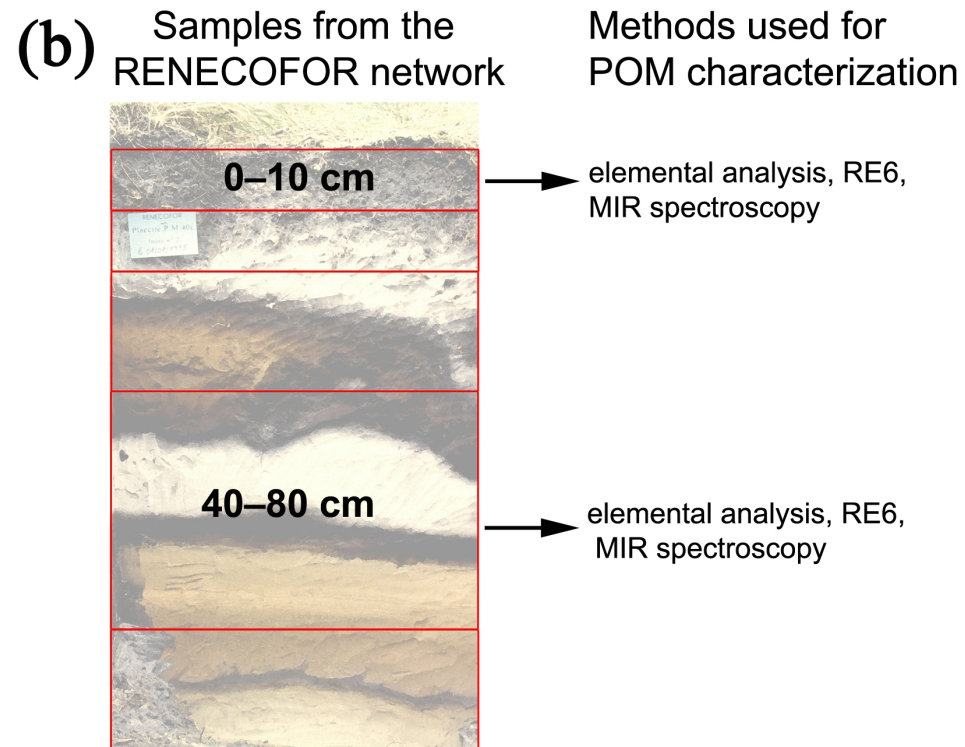 (b)
Samples from the
RENECOFOR network
Methods used for
POM characterization
0–10 cm
elemental analysis, RE6,
MIR spectroscopy
RENECOFOR
40–80 cm
elemental analysis, RE6,
MIR spectroscopy